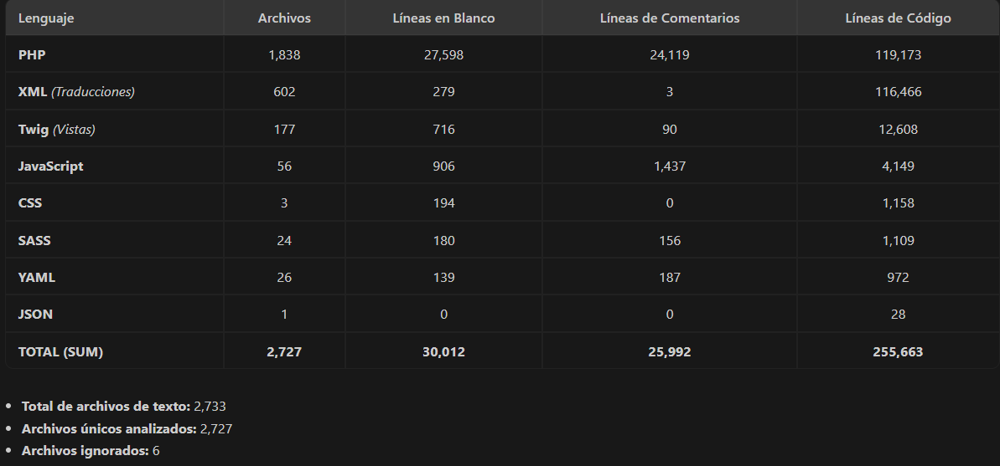 Lenguaje Archivos Líneas en Blanco Líneas de Comentarios Líneas de Código
PHP 1,838 27,598 24,119 119,173
XML (Traducciones) 602 279 3 116,466
Twig (Vistas) 177 716 90 12,608
JavaScript 56 906 1,437 4,149
CSS 3 194 0 1,158
SASS 24 180 156 1,109
YAML 26 139 187 972
JSON 1 0 0 28
TOTAL (SUM) 2,727 30,012 25,992 255,663
• Total de archivos de texto: 2,733
• Archivos únicos analizados: 2,727
• Archivos ignorados: 6